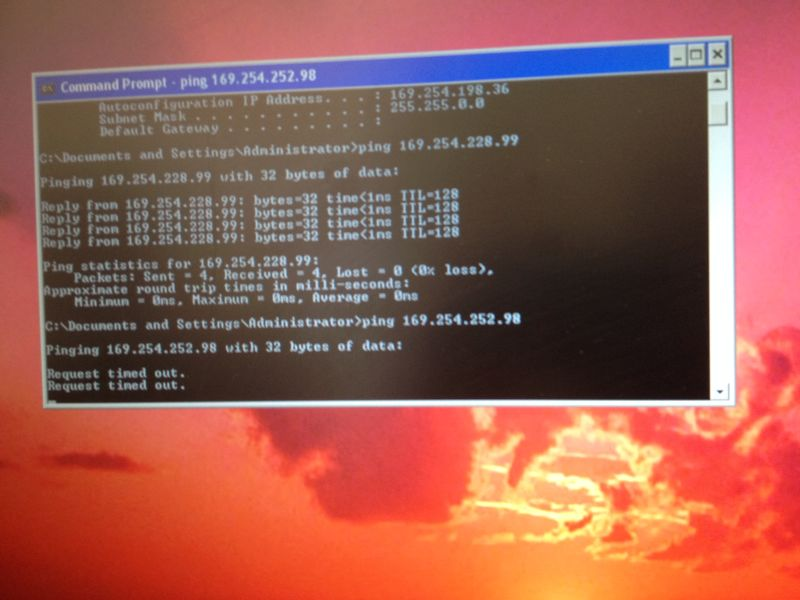 Command Prompt - ping 169.254.252.98
Autoconfiguration IP Address. . . : 169.254.198.36
Subnet Mask . . . . . . . . . . . : 255.255.0.0
Default Gateway . . . . . . . . . :
C:\Documents and Settings\Administrator>ping 169.254.228.99
Pinging 169.254.228.99 with 32 bytes of data:
Reply from 169.254.228.99: bytes=32 time<1ms TTL=128
Reply from 169.254.228.99: bytes=32 time<1ms TTL=128
Reply from 169.254.228.99: bytes=32 time<1ms TTL=128
Reply from 169.254.228.99: bytes=32 time<1ms TTL=128
Ping statistics for 169.254.228.99:
Packets: Sent = 4, Received = 4, Lost = 0 (0% loss),
Approximate round trip times in milli-seconds:
Minimum = 0ms, Maximum = 0ms, Average = 0ms
C:\Documents and Settings\Administrator>ping 169.254.252.98
Pinging 169.254.252.98 with 32 bytes of data:
Request timed out.
Request timed out.